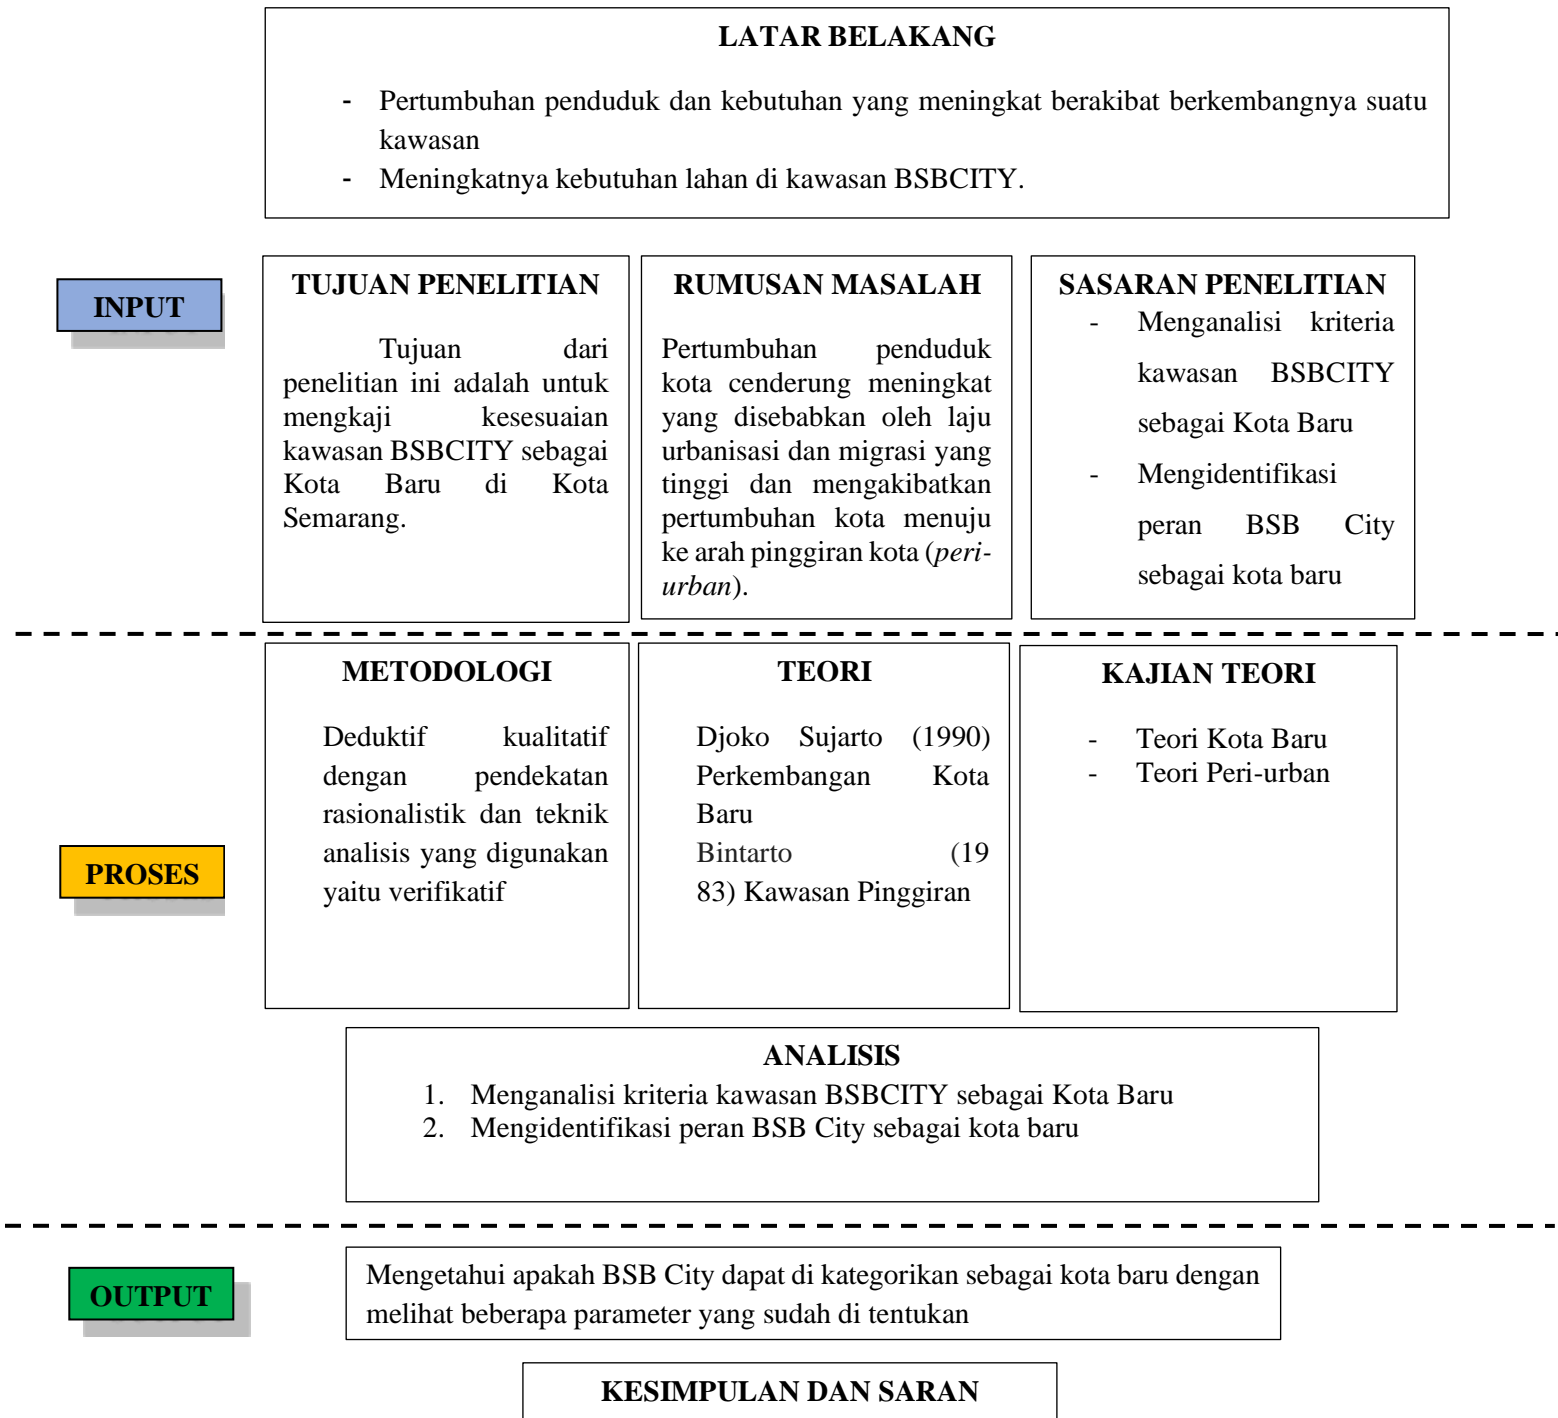 LATAR BELAKANG
- Pertumbuhan penduduk dan kebutuhan yang meningkat berakibat berkembangnya suatu
kawasan
- Meningkatnya kebutuhan lahan di kawasan BSBCITY.
INPUT
TUJUAN PENELITIAN
Tujuan dari
penelitian ini adalah untuk
mengkaji kesesuaian
kawasan BSBCITY sebagai
Kota Baru di Kota
Semarang.
RUMUSAN MASALAH
Pertumbuhan penduduk
kota cenderung meningkat
yang disebabkan oleh laju
urbanisasi dan migrasi yang
tinggi dan mengakibatkan
pertumbuhan kota menuju
ke arah pinggiran kota (peri-
urban).
SASARAN PENELITIAN
- Menganalisi kriteria
kawasan BSBCITY
sebagai Kota Baru
- Mengidentifikasi
peran BSB City
sebagai kota baru
PROSES
METODOLOGI
Deduktif kualitatif
dengan pendekatan
rasionalistik dan teknik
analisis yang digunakan
yaitu verifikatif
TEORI
Djoko Sujarto (1990)
Perkembangan Kota
Baru
Bintarto (19
83) Kawasan Pinggiran
KAJIAN TEORI
- Teori Kota Baru
- Teori Peri-urban
ANALISIS
1. Menganalisi kriteria kawasan BSBCITY sebagai Kota Baru
2. Mengidentifikasi peran BSB City sebagai kota baru
OUTPUT
Mengetahui apakah BSB City dapat di kategorikan sebagai kota baru dengan
melihat beberapa parameter yang sudah di tentukan
KESIMPULAN DAN SARAN